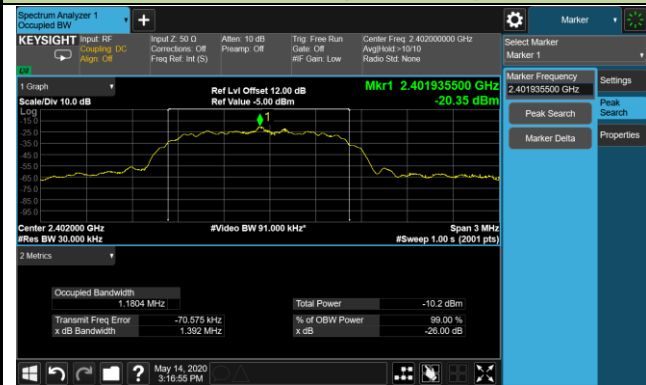 Spectrum Analyzer 1
Occupied BW
Marker
KEYSIGHT
Input: RF
Coupling: DC
Align: Off
Input Z: 50 Ω
Corrections: Off
Freq Ref: Int (S)
Atten: 10 dB
Preamp: Off
Trig: Free Run
Gate: Off
#IF Gain: Low
Center Freq: 2.402000000 GHz
Avg|Hold:>10/10
Radio Std: None
Select Marker
Marker 1
1 Graph
Scale/Div 10.0 dB
Ref Lvl Offset 12.00 dB
Ref Value -5.00 dBm
Mkr1 2.401935500 GHz
-20.35 dBm
Marker Frequency
2.401935500 GHz
Peak Search
Marker Delta
Settings
Peak Search
Properties
Log
-15.0
-25.0
-35.0
-45.0
-55.0
-65.0
-75.0
-85.0
-95.0
1
Center 2.402000 GHz
#Res BW 30.000 kHz
#Video BW 91.000 kHz*
Span 3 MHz
#Sweep 1.00 s (2001 pts)
2 Metrics
Occupied Bandwidth
1.1804 MHz
Total Power -10.2 dBm
Transmit Freq Error -70.575 kHz
% of OBW Power 99.00 %
x dB Bandwidth 1.392 MHz
x dB -26.00 dB
?
May 14, 2020
3:16:55 PM